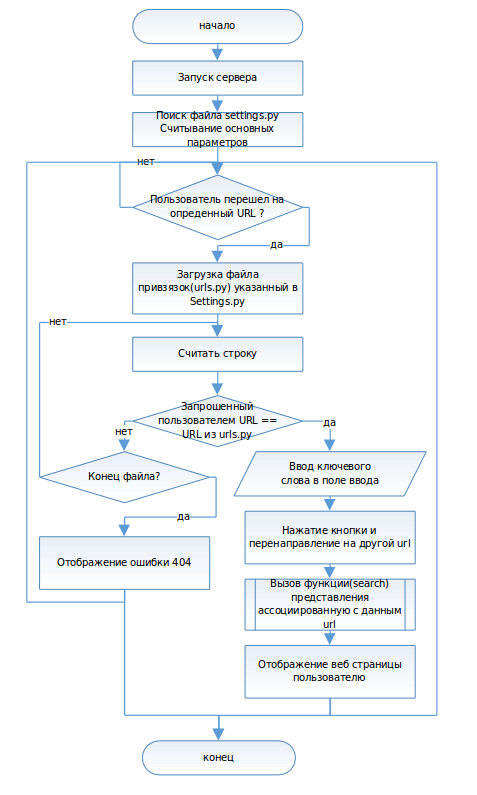 начало
Запуск сервера
Поиск файла settings.py
Считывание основных
параметров
нет
Пользователь перешел на
опреденный URL ?
да
Загрузка файла
привзязок(urls.py) указанный в
Settings.py
нет
Считать строку
Запрошенный
пользователем URL ==
URL из urls.py
да
нет
Ввод ключевого
слова в поле ввода
Конец файла?
да
Нажатие кнопки и
перенаправление на другой url
Отображение ошибки 404
Вызов функции(search)
представления
ассоциированную с данным
url
Отображение веб страницы
пользователю
конец